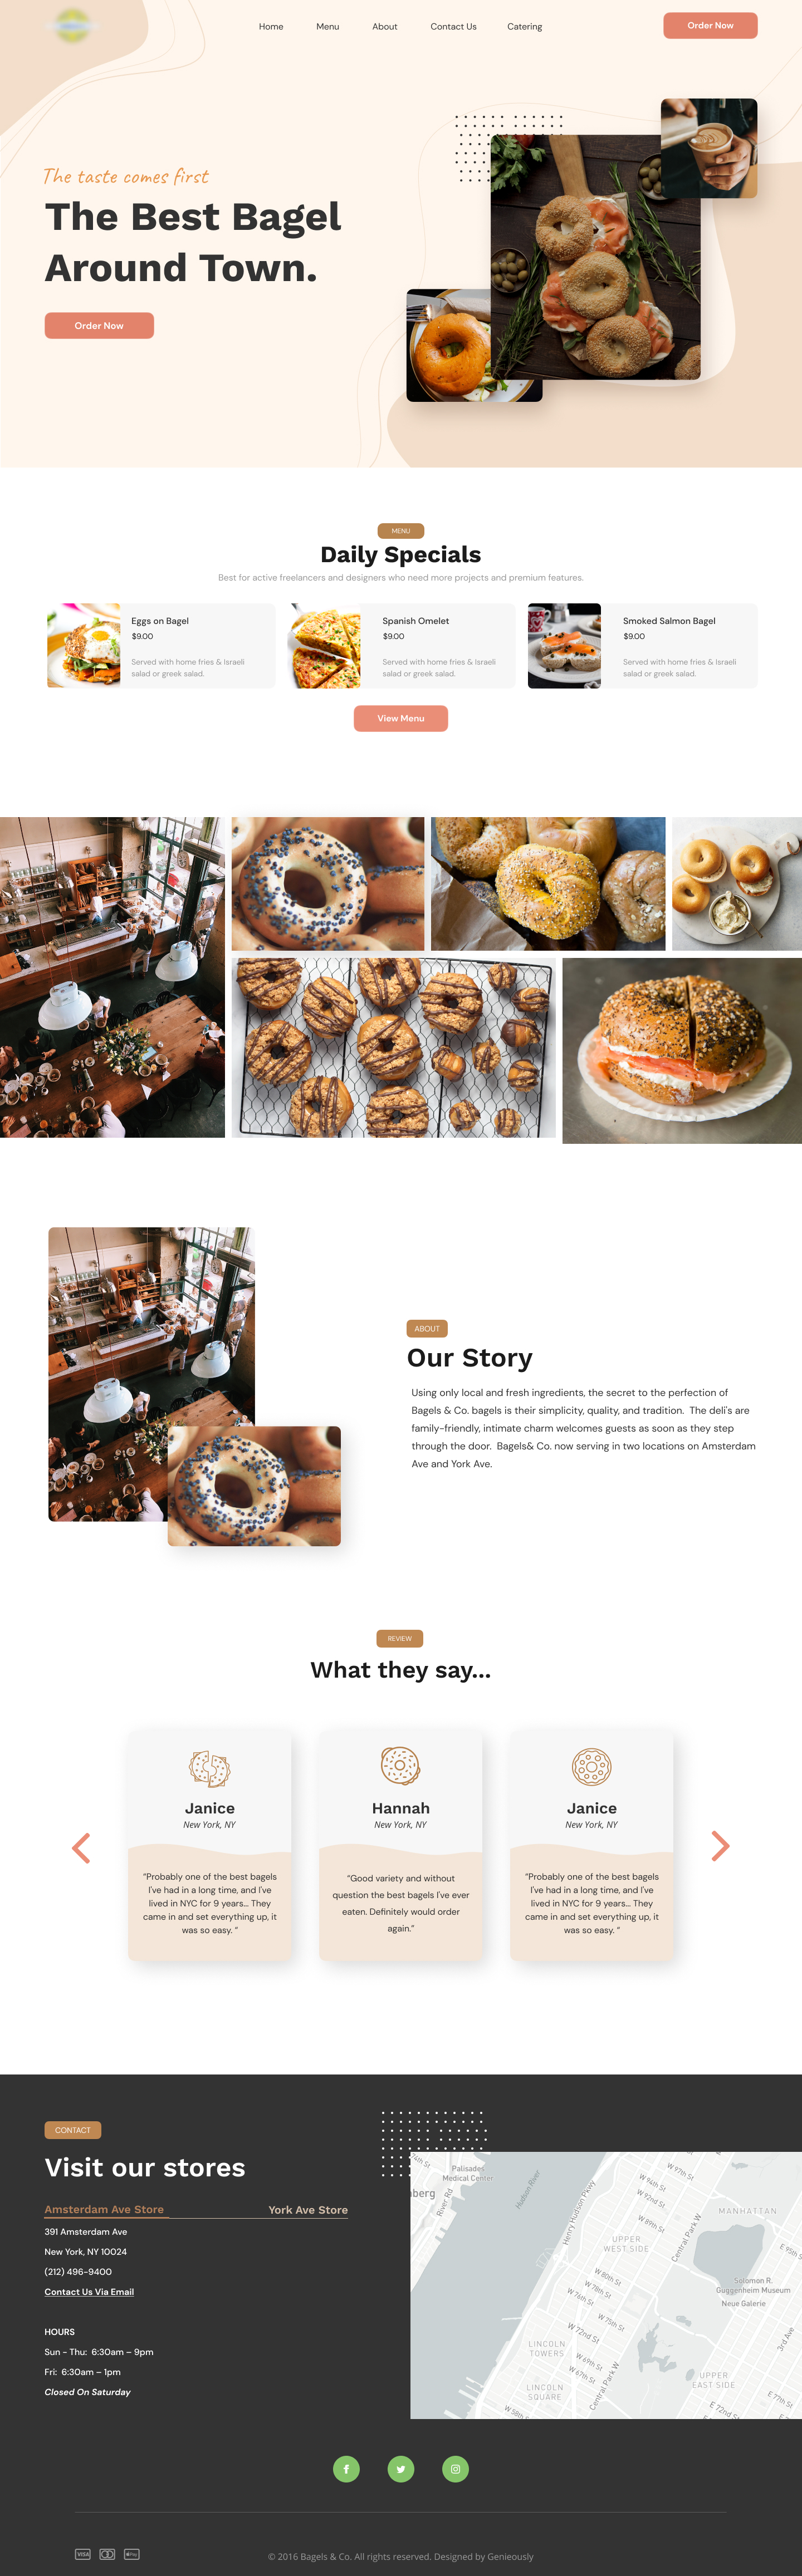 Home Menu About Contact Us Catering Order Now
The taste comes first
The Best Bagel
Around Town.
Order Now
MENU
Daily Specials
Best for active freelancers and designers who need more projects and premium features.
Eggs on Bagel
$9.00
Served with home fries & Israeli
salad or greek salad.
Spanish Omelet
$9.00
Served with home fries & Israeli
salad or greek salad.
Smoked Salmon Bagel
$9.00
Served with home fries & Israeli
salad or greek salad.
View Menu
ABOUT
Our Story
Using only local and fresh ingredients, the secret to the perfection of
Bagels & Co. bagels is their simplicity, quality, and tradition.  The deli's are
family-friendly, intimate charm welcomes guests as soon as they step
through the door.  Bagels& Co. now serving in two locations on Amsterdam
Ave and York Ave.
REVIEW
What they say...
Janice
New York, NY
“Probably one of the best bagels
I've had in a long time, and I've
lived in NYC for 9 years... They
came in and set everything up, it
was so easy. “
Hannah
New York, NY
“Good variety and without
question the best bagels I've ever
eaten. Definitely would order
again.”
Janice
New York, NY
“Probably one of the best bagels
I've had in a long time, and I've
lived in NYC for 9 years... They
came in and set everything up, it
was so easy. “
CONTACT
Visit our stores
Amsterdam Ave Store
York Ave Store
391 Amsterdam Ave
New York, NY 10024
(212) 496-9400
Contact Us Via Email
HOURS
Sun - Thu:  6:30am – 9pm
Fri:  6:30am – 1pm
Closed On Saturday
74th St
Palisades
Medical Center
berg
River Rd
Hudson River
Henry Hudson Pkwy
W 97th St
W 94th St
W 92nd St
W 89th St
MANHATTAN
UPPER
WEST SIDE
Central Park W
E 95th S
W 80th St
W 78th St
W 76th St
Solomon R.
Guggenheim Museum
Neue Galerie
W 75th St
W 72nd St
3rd Ave
LINCOLN
TOWERS
W 69th St
W 67th St
Central Park W
UPPER
EAST SIDE
LINCOLN
SQUARE
E 77th St
E 72nd St
W 58th St
VISA
Pay
© 2016 Bagels & Co. All rights reserved. Designed by Genieously